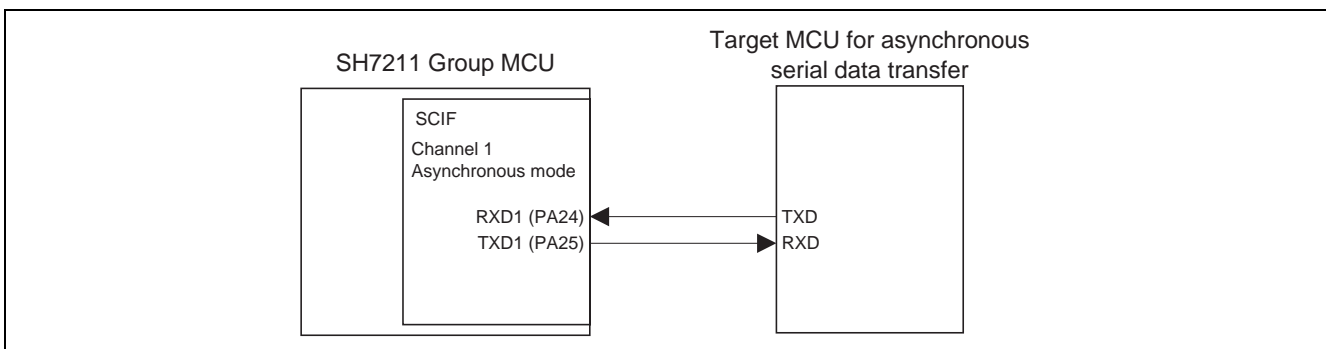 SH7211 Group MCU
SCIF
Channel 1
Asynchronous mode
RXD1 (PA24)
TXD1 (PA25)
Target MCU for asynchronous
serial data transfer
TXD
RXD